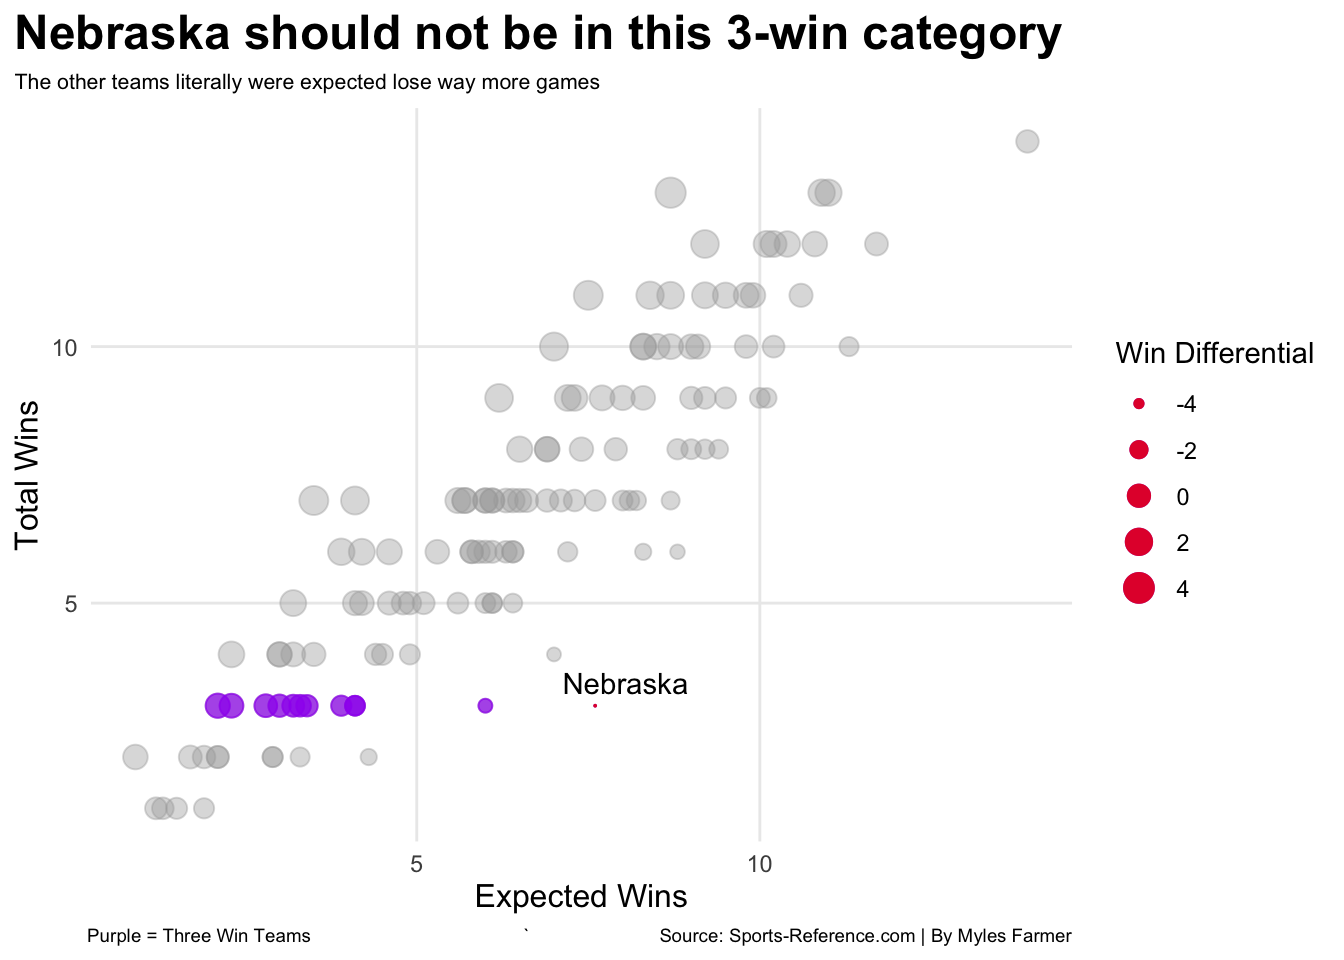 Nebraska should not be in this 3-win category
The other teams literally were expected lose way more games
Total Wins
10
5
Nebraska
5
10
Expected Wins
Win Differential
-4
-2
0
2
4
Purple = Three Win Teams ` Source: Sports-Reference.com | By Myles Farmer